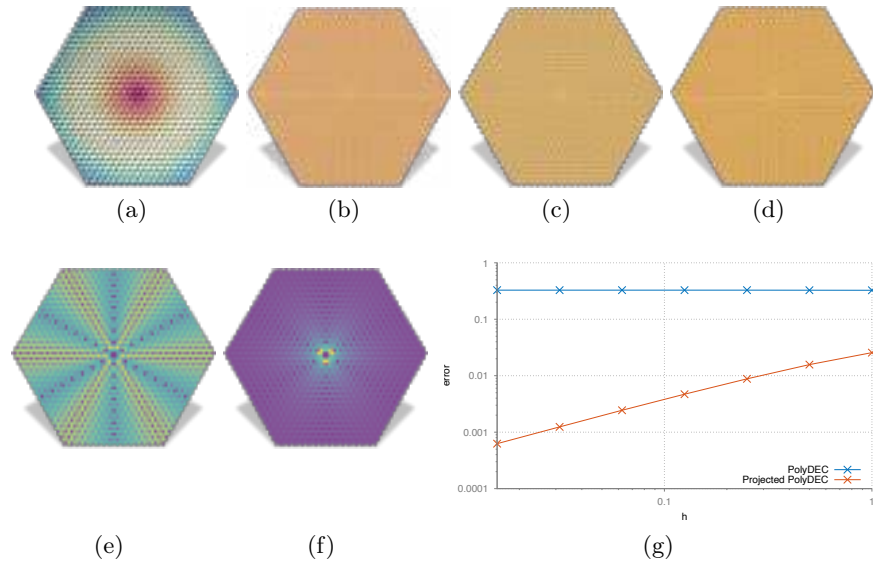 (a)
(b)
(c)
(d)
1
0.1
0.01
0.001
0.0001
error
0.1
1
h
PolyDEC
Projected PolyDEC
(e)
(f)
(g)